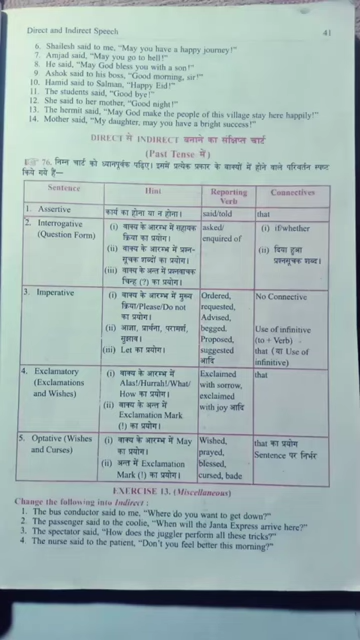 Direct and Indirect Speech 41
6. Shailesh said to me, "May you have a happy journey!"
7. Amjad said to me, "May you go to hell!"
8. He said, "May God bless you with a son!"
9. Ashok said to his boss, "Good morning, sir!"
10. Hamid said to Salman, "Happy Eid!"
11. The students said, "Good bye!"
12. She said to her mother, "Good night!"
13. The hermit said, "May God make the people of this village stay here happily!"
14. Mother said, "My daughter, may you have a bright success!"
DIRECT से INDIRECT बनाने का संक्षिप्त चार्ट
(Past Tense में)
76. निम्न चार्ट को ध्यानपूर्वक पढ़िए। इसमें प्रत्येक प्रकार के वाक्यों में होने वाले परिवर्तन स्पष्ट
किये गये हैं—
Sentence Hint Reporting Verb Connectives
1. Assertive कार्य का होना या न होना। said/told that
2. Interrogative (Question Form)
(i) वाक्य के आरम्भ में सहायक
क्रिया का प्रयोग।
(ii) वाक्य के आरम्भ में प्रश्न-
सूचक शब्दों का प्रयोग।
(iii) वाक्य के अन्त में प्रश्नवाचक
चिन्ह (?) का प्रयोग।
asked/
enquired of
(i) if/whether
(ii) दिया हुआ
प्रश्नसूचक शब्द।
3. Imperative
(i) वाक्य के आरम्भ में मुख्य
क्रिया/Please/Do not
का प्रयोग।
(ii) आज्ञा, प्रार्थना, परामर्श,
सुझाव।
(iii) Let का प्रयोग।
Ordered,
requested,
Advised,
begged.
Proposed,
suggested
आदि
No Connective
Use of infinitive
(to + Verb)
that (या Use of
infinitive)
4. Exclamatory
(Exclamations
and Wishes)
(i) वाक्य के आरम्भ में
Alas!/Hurrah!/What/
How का प्रयोग।
(ii) वाक्य के अन्त में
Exclamation Mark
(!) का प्रयोग।
Exclaimed
with sorrow,
exclaimed
with joy आदि
that
5. Optative (Wishes
and Curses)
(i) वाक्य के आरम्भ में May
का प्रयोग।
(ii) अन्त में Exclamation
Mark (!) का प्रयोग।
Wished,
prayed,
blessed,
cursed, bade
that का प्रयोग
Sentence पर निर्भर
EXERCISE 13. (Miscellaneous)
Change the following into Indirect :
1. The bus conductor said to me, "Where do you want to get down?"
2. The passenger said to the coolie, "When will the Janta Express arrive here?"
3. The spectator said, "How does the juggler perform all these tricks?"
4. The nurse said to the patient, "Don't you feel better this morning?"